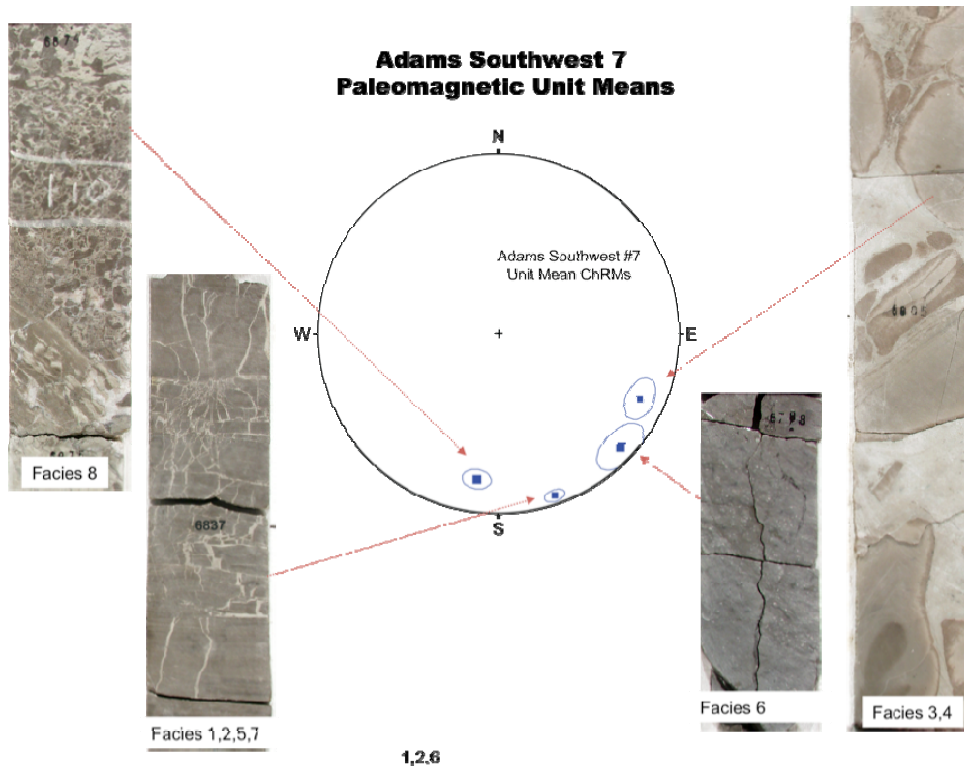 Adams Southwest 7
Paleomagnetic Unit Means
N
Adams Southwest #7
Unit Mean ChRMs
W
E
S
Facies 8
6837
Facies 1,2,5,7
Facies 6
Facies 3,4
1,2,6